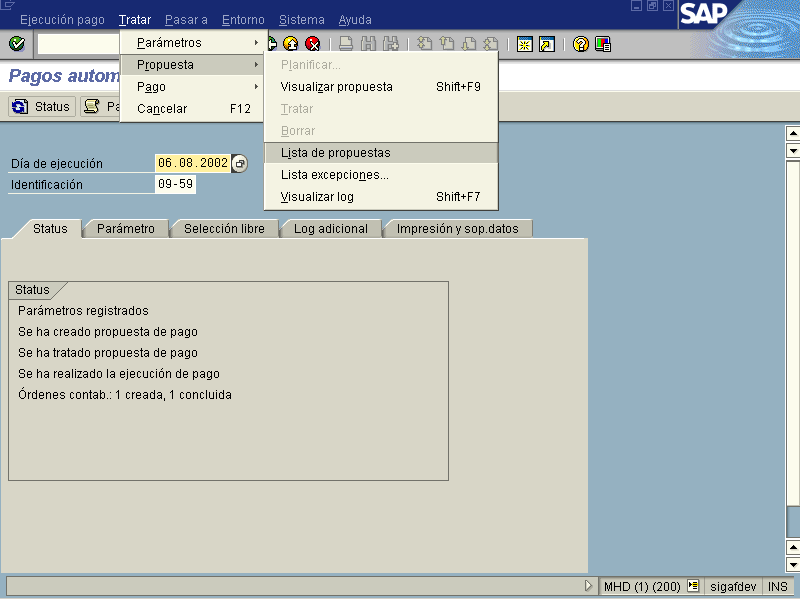 Ejecución pago Tratar Pasar a Entorno Sistema Ayuda
SAP
Parámetros
Propuesta
Pago
Cancelar F12
Planificar...
Visualizar propuesta Shift+F9
Tratar
Borrar
Lista de propuestas
Lista excepciones...
Visualizar log Shift+F7
Pagos autom
Status Pa
Día de ejecución 06.08.2002
Identificación 09-59
Status Parámetro Selección libre Log adicional Impresión y sop.datos
Status
Parámetros registrados
Se ha creado propuesta de pago
Se ha tratado propuesta de pago
Se ha realizado la ejecución de pago
Órdenes contab.: 1 creada, 1 concluida
MHD (1) (200) sigafdev INS